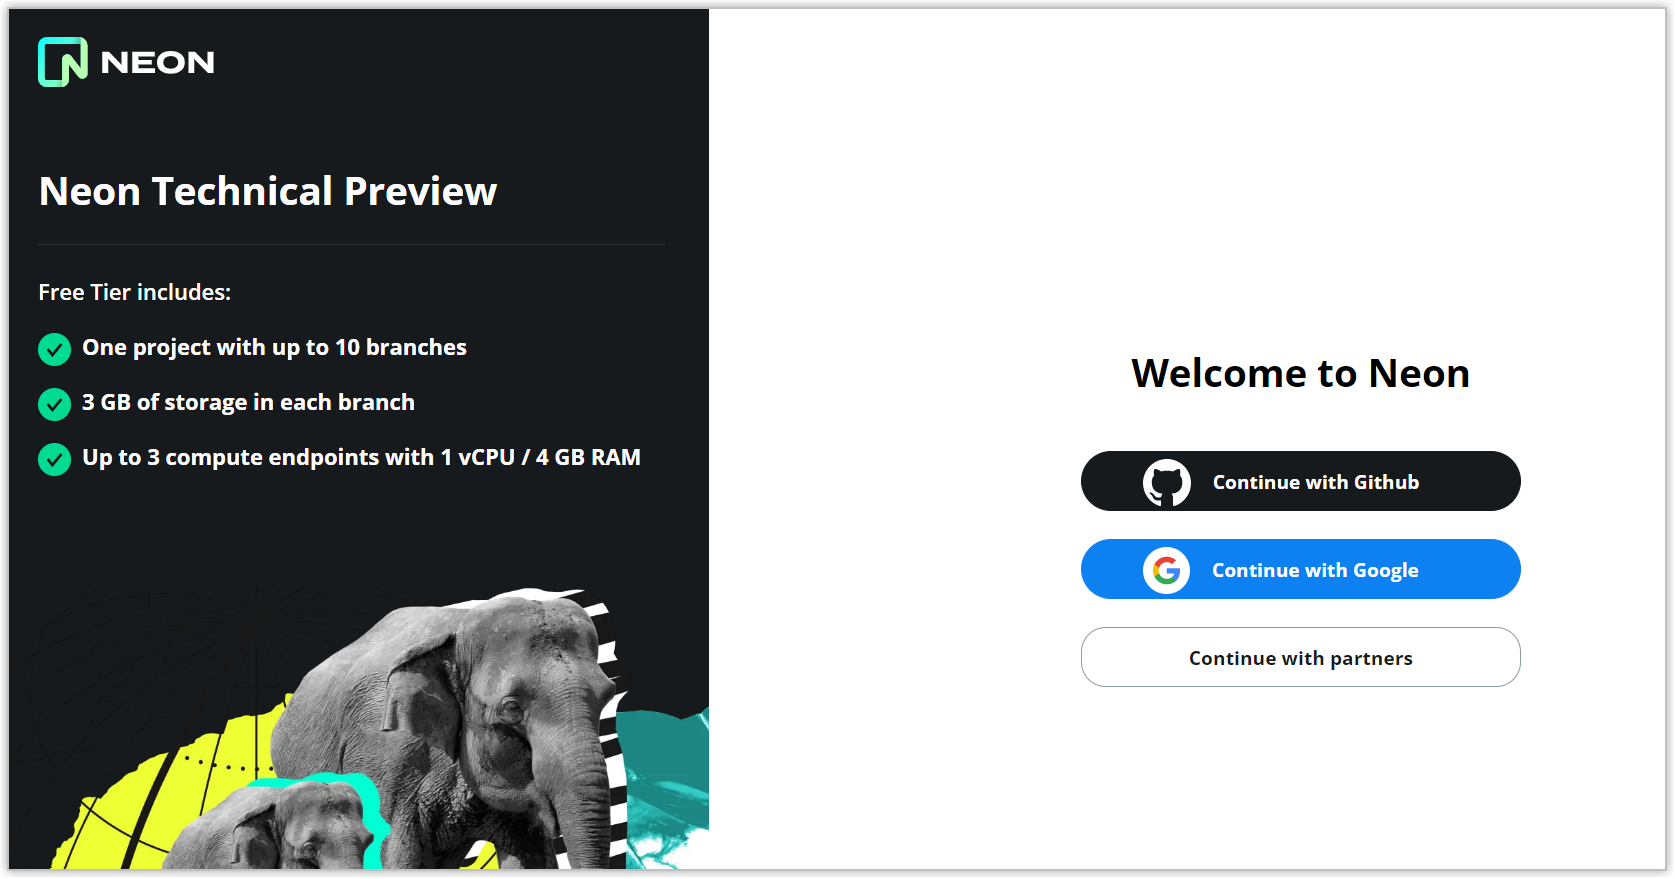 NEON
Neon Technical Preview
Free Tier includes:
One project with up to 10 branches
3 GB of storage in each branch
Up to 3 compute endpoints with 1 vCPU / 4 GB RAM
Welcome to Neon
Continue with Github
Continue with Google
Continue with partners